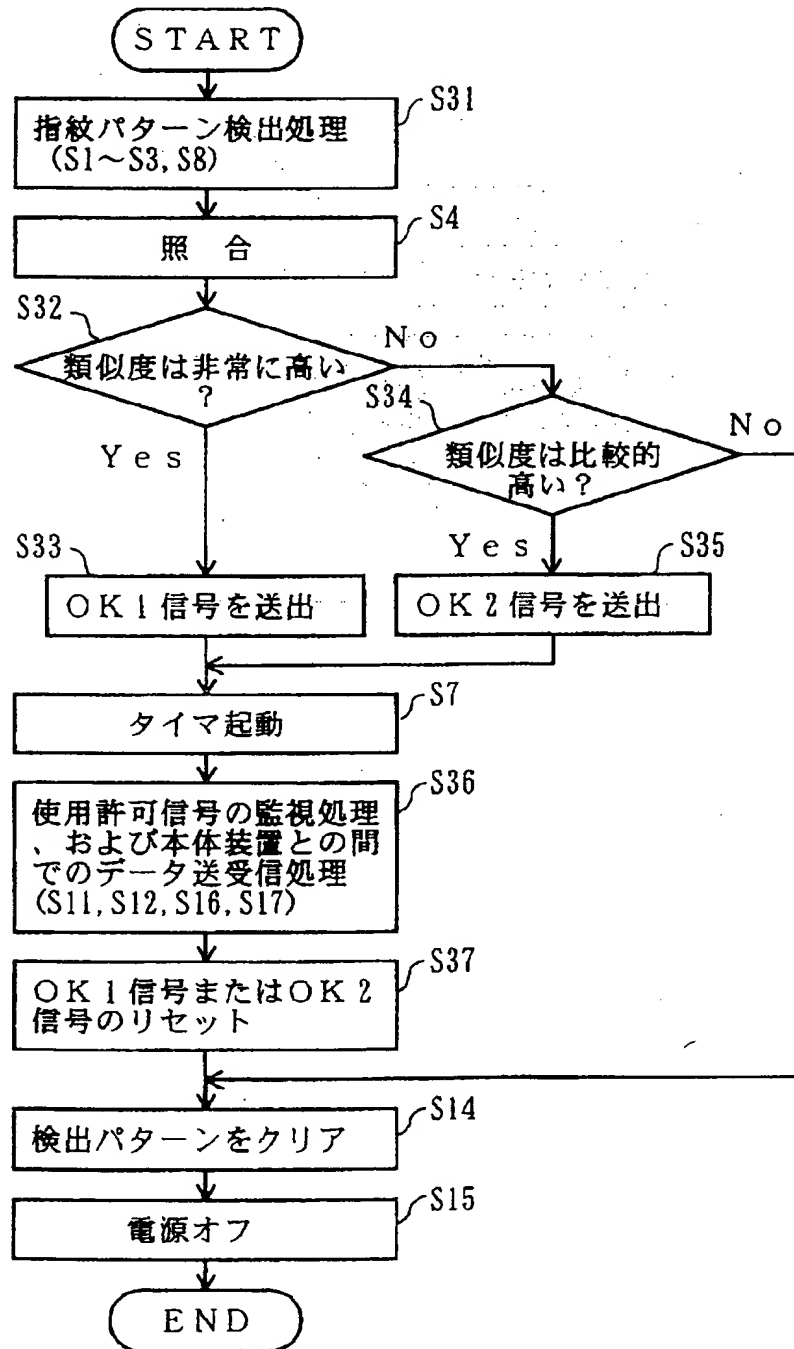 START
S31
指紋パターン検出処理
(S1～S3,S8)
S4
照 合
S32
No
類似度は非常に高い
?
S34
No
Yes
類似度は比較的
高い?
S33
Yes
S35
OK1信号を送出
OK2信号を送出
S7
タイマ起動
S36
使用許可信号の監視処理
、および本体装置との間
でのデータ送受信処理
(S11,S12,S16,S17)
S37
OK1信号またはOK2
信号のリセット
S14
検出パターンをクリア
S15
電源オフ
END